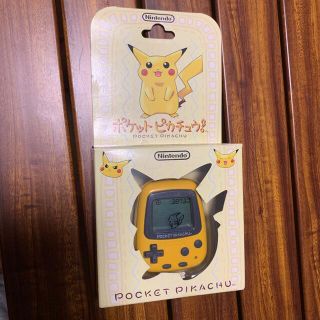 Nintendo
ポケットピカチュウ!
POCKET PIKACHU
Nintendo
POCKET PIKACHU
POCKET PIKACHU